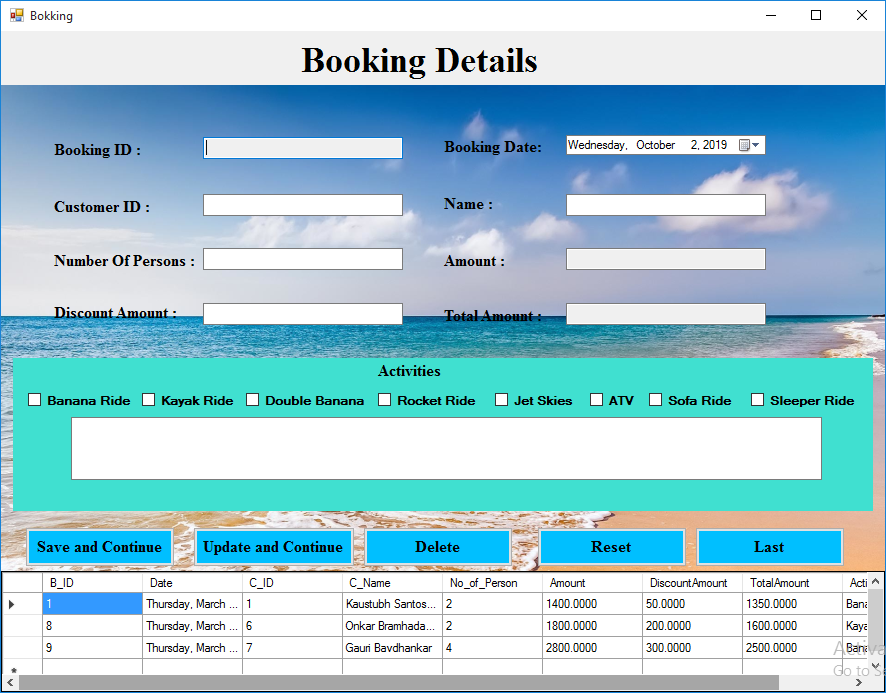 Bokking
Booking Details
Booking ID :
Booking Date:
Wednesday, October 2, 2019
Customer ID :
Name :
Number Of Persons :
Amount :
Discount Amount :
Total Amount :
Activities
Banana Ride Kayak Ride Double Banana Rocket Ride Jet Skies ATV Sofa Ride Sleeper Ride
Save and Continue Update and Continue Delete Reset Last
B_ID Date C_ID C_Name No_of_Person Amount DiscountAmount TotalAmount Acti
1 Thursday, March ... 1 Kaustubh Santos... 2 1400.0000 50.0000 1350.0000 Bana
8 Thursday, March ... 6 Onkar Bramhada... 2 1800.0000 200.0000 1600.0000 Kaya
9 Thursday, March ... 7 Gauri Bavdhankar 4 2800.0000 300.0000 2500.0000 Bana
Activa
Go to Se